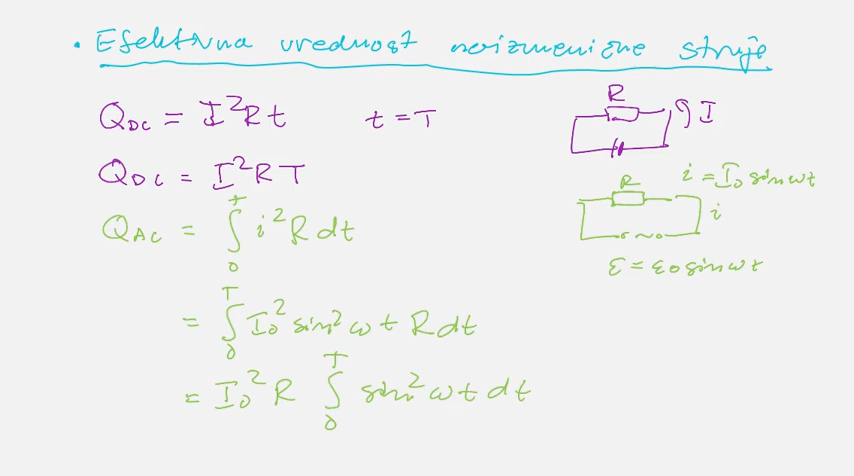 • Efektivna vrednost naizmenične struje
Q_DC = I²Rt t = T
Q_DC = I²RT
Q_AC = ∫₀ᵀ i²R dt
= ∫₀ᵀ I₀² sin² ωt R dt
= I₀² R ∫₀ᵀ sin² ωt dt
R
I
i = I₀ sin ωt
R
i
ε = ε₀ sin ωt